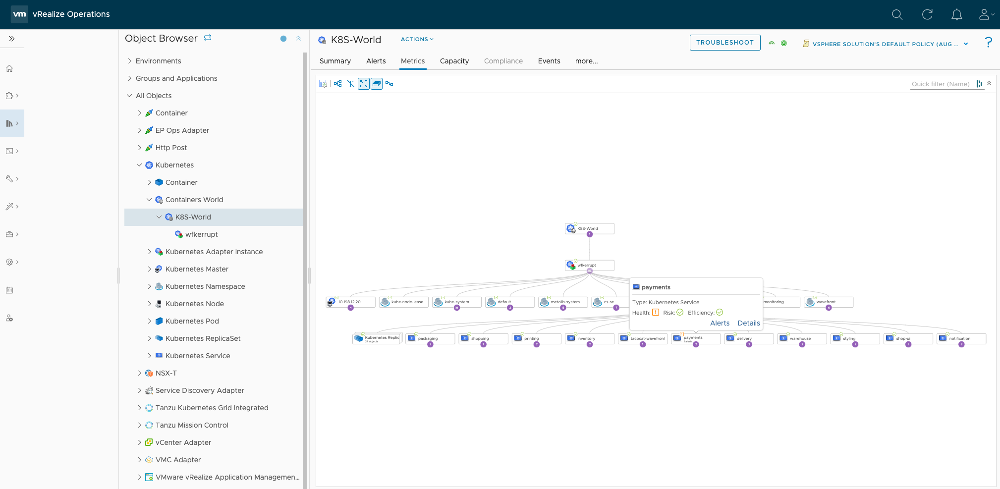 vm vRealize Operations
Object Browser
Environments
Groups and Applications
All Objects
Container
EP Ops Adapter
Http Post
Kubernetes
Container
Containers World
K8S-World
wfkerrupt
Kubernetes Adapter Instance
Kubernetes Master
Kubernetes Namespace
Kubernetes Node
Kubernetes Pod
Kubernetes ReplicaSet
Kubernetes Service
NSX-T
Service Discovery Adapter
Tanzu Kubernetes Grid Integrated
Tanzu Mission Control
vCenter Adapter
VMC Adapter
VMware vRealize Application Managemen...
K8S-World ACTIONS
TROUBLESHOOT VSPHERE SOLUTION'S DEFAULT POLICY (AUG ... ?
Summary Alerts Metrics Capacity Compliance Events more...
Quick filter (Name)
K8S-World
1
wfkerrupt
payments
Type: Kubernetes Service
Health: Risk: Efficiency:
Alerts Details
10.198.12.20 kube-node-lease kube-system default metallb-system cs-se monitoring wavefront
4 19 2 5 7 6
Kubernetes Replic packaging shopping printing inventory tacocat-wavefront payments delivery warehouse styling shop-ui notification
24 objects 1 alerts
2 1 2 2 1 2 2 2 2 1 2